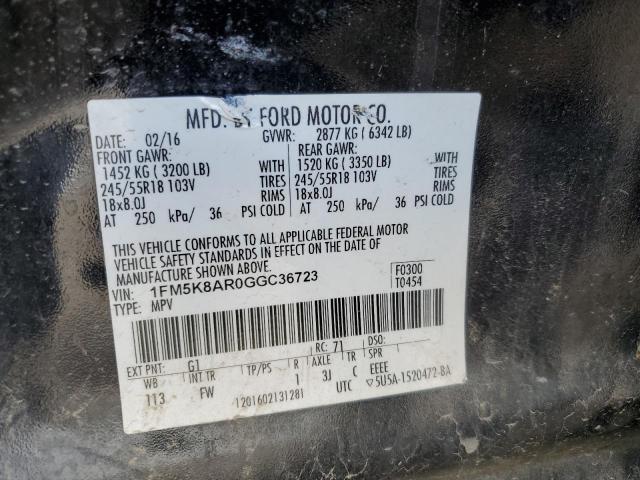 MFD. BY FORD MOTOR CO.
DATE: 02/16 GVWR: 2877 KG ( 6342 LB)
FRONT GAWR: REAR GAWR:
1452 KG ( 3200 LB) WITH 1520 KG ( 3350 LB) WITH
245/55R18 103V TIRES 245/55R18 103V TIRES
18x8.0J RIMS 18x8.0J RIMS
AT 250 kPa/ 36 PSI COLD AT 250 kPa/ 36 PSI COLD
THIS VEHICLE CONFORMS TO ALL APPLICABLE FEDERAL MOTOR
VEHICLE SAFETY STANDARDS IN EFFECT ON THE DATE OF
MANUFACTURE SHOWN ABOVE.
VIN: 1FM5K8AR0GGC36723 F0300
TYPE: MPV T0454
EXT PNT: G1 RC: 71 DSO:
WB INT TR TP/PS R AXLE TR SPR
113 FW 1 3J C EEEE
1201602131281 UTC 5U5A-1520472-BA